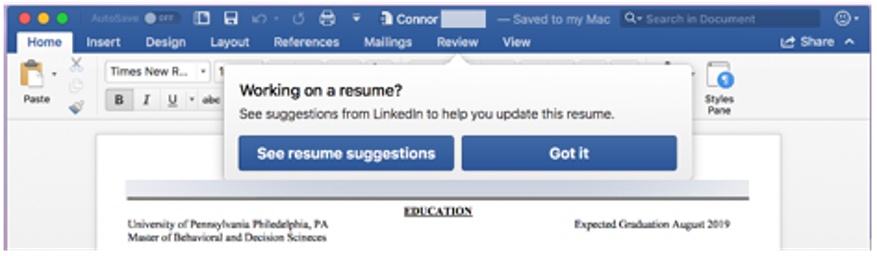 AutoSave OFF Connor — Saved to my Mac Search in Document
Home Insert Design Layout References Mailings Review View Share
Times New R... 1
Paste B I U abc Styles Pane
Working on a resume?
See suggestions from LinkedIn to help you update this resume.
See resume suggestions Got it
EDUCATION
University of Pennsylvania Philedelphia, PA Expected Graduation August 2019
Master of Behavioral and Decision Scineces